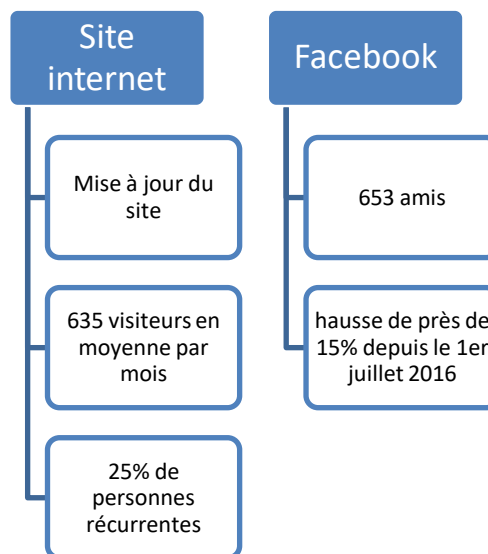 Site
internet
Mise à jour du
site
635 visiteurs en
moyenne par
mois
25% de
personnes
récurrentes
Facebook
653 amis
hausse de près de
15% depuis le 1er
juillet 2016